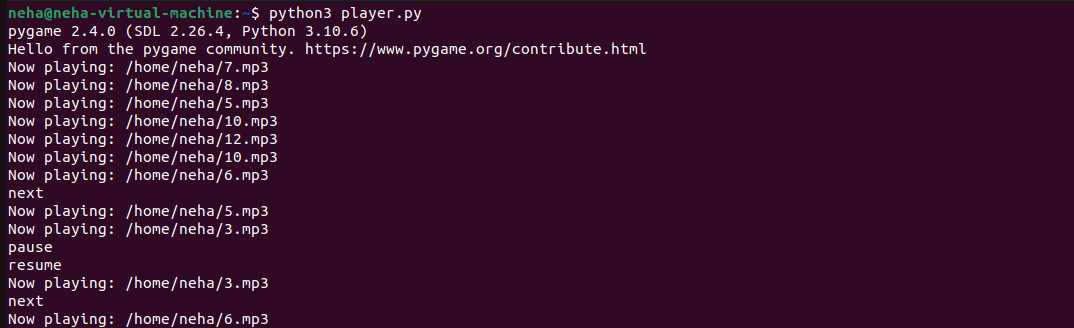 neha@neha-virtual-machine:~$ python3 player.py
pygame 2.4.0 (SDL 2.26.4, Python 3.10.6)
Hello from the pygame community. https://www.pygame.org/contribute.html
Now playing: /home/neha/7.mp3
Now playing: /home/neha/8.mp3
Now playing: /home/neha/5.mp3
Now playing: /home/neha/10.mp3
Now playing: /home/neha/12.mp3
Now playing: /home/neha/10.mp3
Now playing: /home/neha/6.mp3
next
Now playing: /home/neha/5.mp3
Now playing: /home/neha/3.mp3
pause
resume
Now playing: /home/neha/3.mp3
next
Now playing: /home/neha/6.mp3